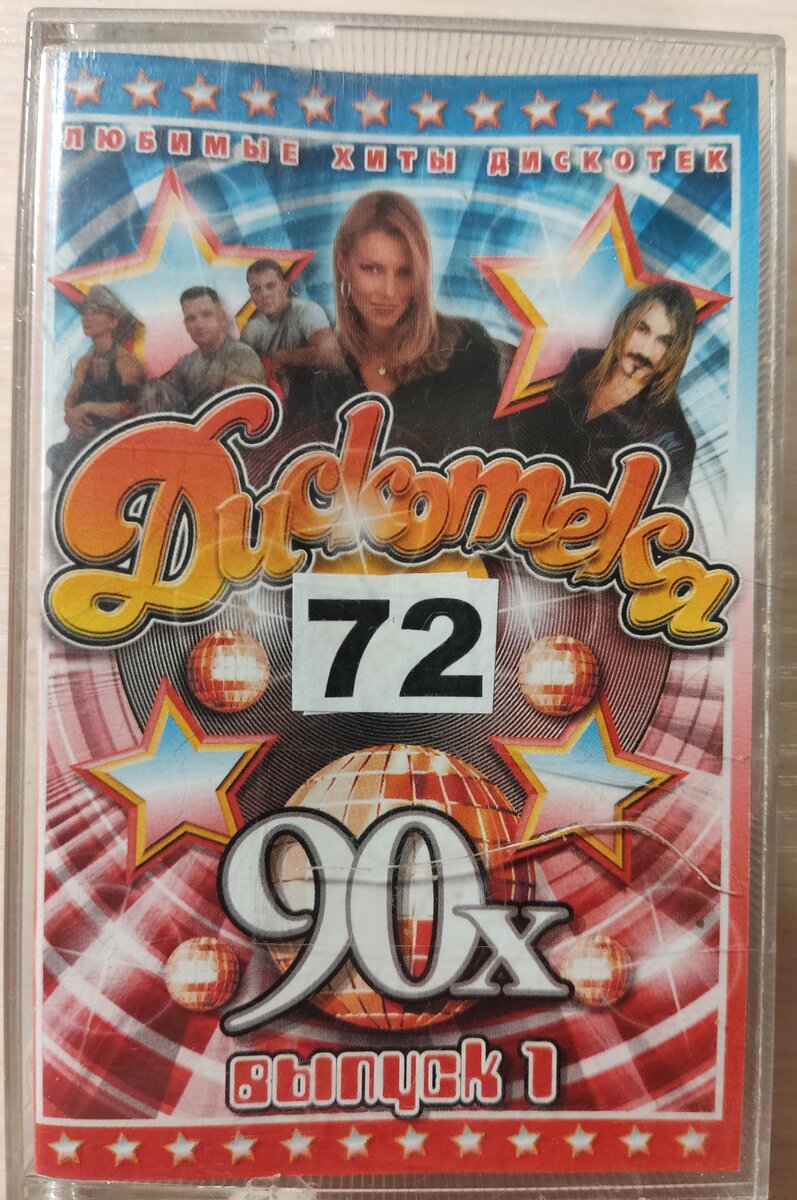 ЛЮБИМЫЕ ХИТЫ ДИСКОТЕК
Дискотека
72
90х
ВЫПУСК 1